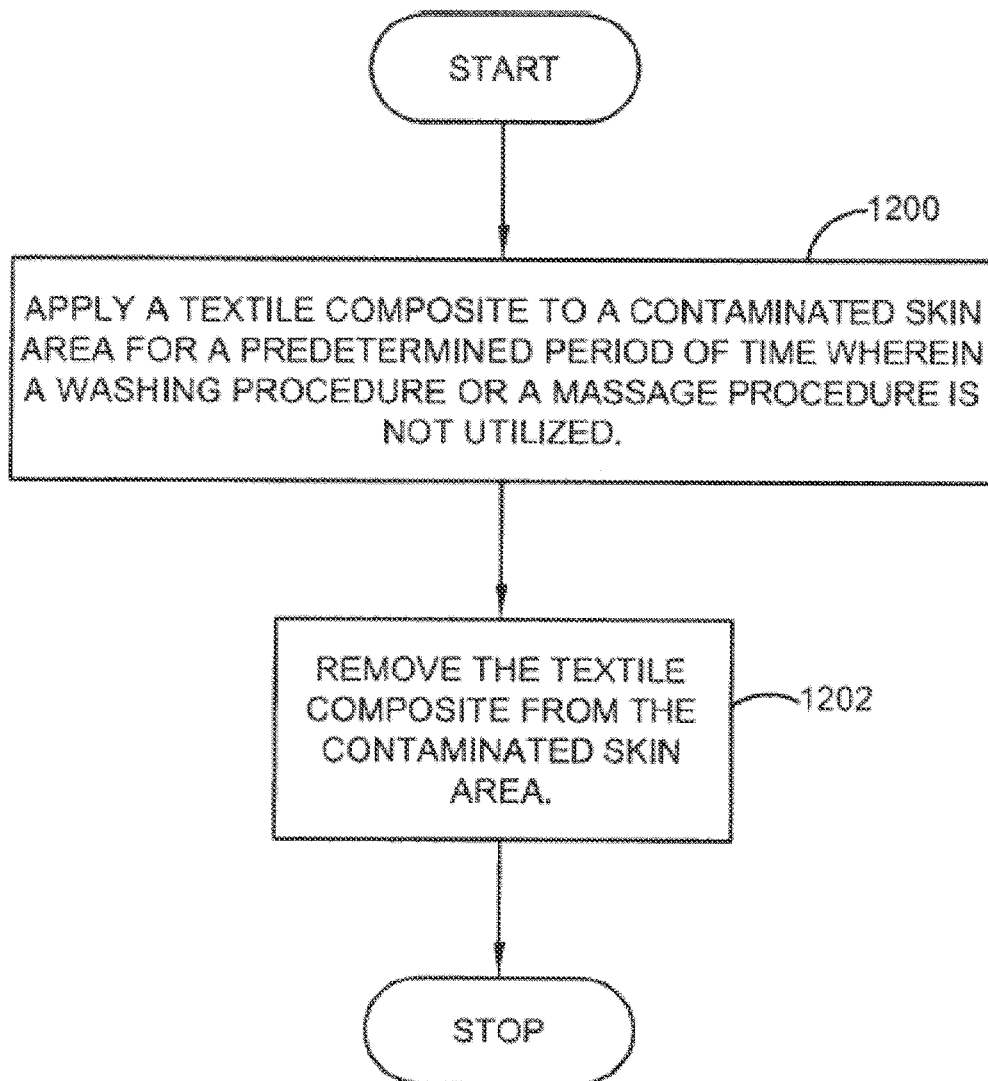 START
1200
APPLY A TEXTILE COMPOSITE TO A CONTAMINATED SKIN
AREA FOR A PREDETERMINED PERIOD OF TIME WHEREIN
A WASHING PROCEDURE OR A MASSAGE PROCEDURE IS
NOT UTILIZED.
REMOVE THE TEXTILE
COMPOSITE FROM THE
CONTAMINATED SKIN
AREA.
1202
STOP